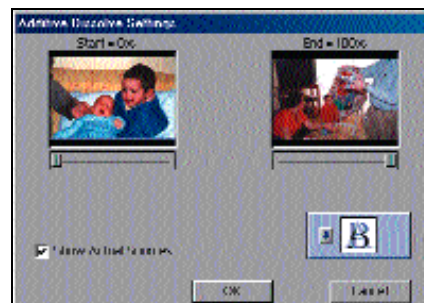 Additive Dissolve Settings
Start = 0%
End = 100%
B
Show Actual Sources
OK
Cancel